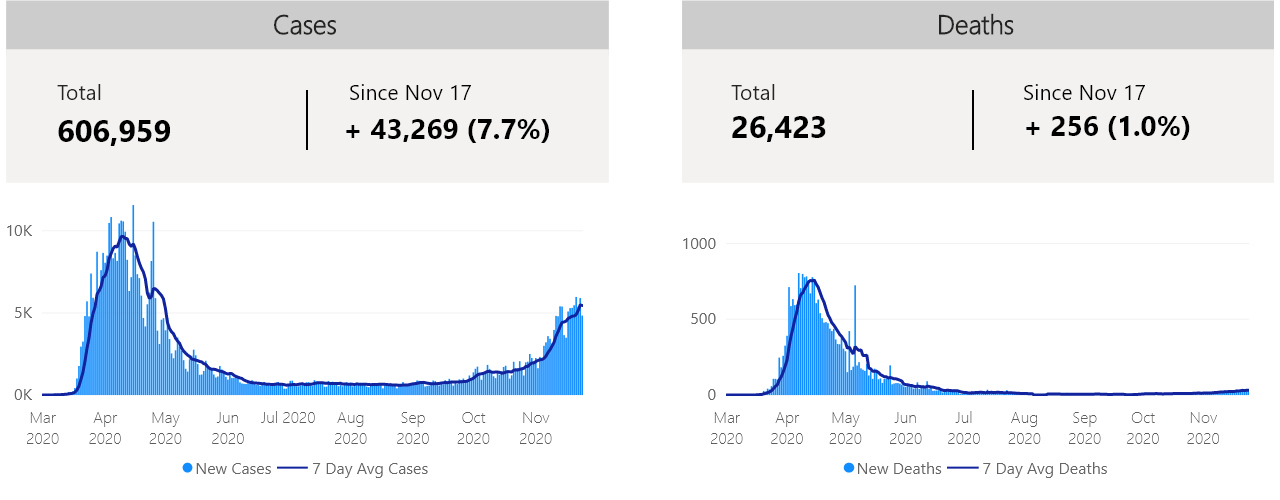 Cases
Total
Since Nov 17
606,959
+ 43,269 (7.7%)
10K
5K
0K
Mar 2020
Apr 2020
May 2020
Jun 2020
Jul 2020
Aug 2020
Sep 2020
Oct 2020
Nov 2020
New Cases
7 Day Avg Cases
Deaths
Total
Since Nov 17
26,423
+ 256 (1.0%)
1000
500
0
Mar 2020
Apr 2020
May 2020
Jun 2020
Jul 2020
Aug 2020
Sep 2020
Oct 2020
Nov 2020
New Deaths
7 Day Avg Deaths